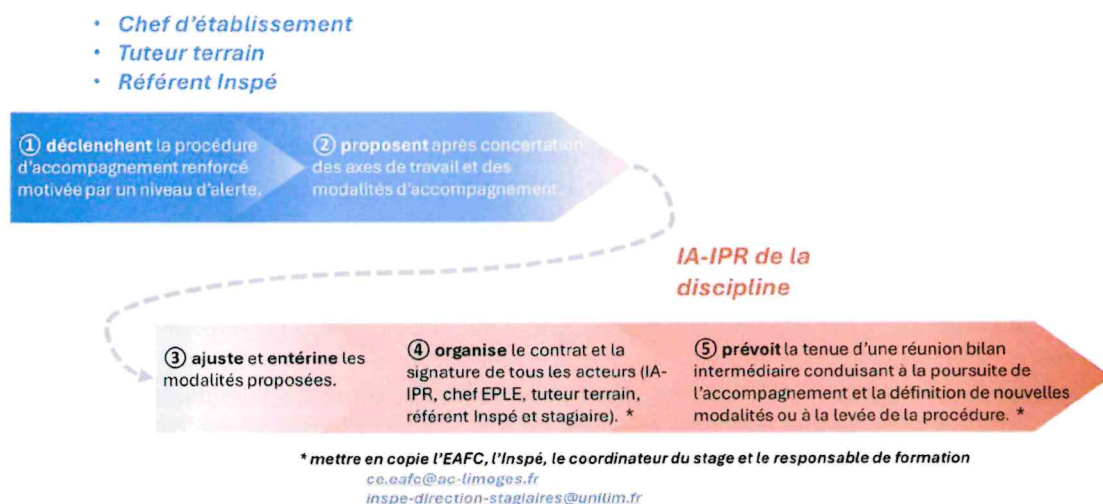 • Chef d'établissement
• Tuteur terrain
• Référent Inspé
① déclenchent la procédure
d'accompagnement renforcé
motivée par un niveau d'alerte.
② proposent après concertation
des axes de travail et des
modalités d'accompagnement.
IA-IPR de la
discipline
③ ajuste et entérine les
modalités proposées.
④ organise le contrat et la
signature de tous les acteurs (IA-
IPR, chef EPLE, tuteur terrain,
référent Inspé et stagiaire). *
⑤ prévoit la tenue d'une réunion bilan
intermédiaire conduisant à la poursuite de
l'accompagnement et la définition de nouvelles
modalités ou à la levée de la procédure. *
* mettre en copie l'EAFC, l'Inspé, le coordinateur du stage et le responsable de formation
ce.eafc@ac-limoges.fr
inspe-direction-stagiaires@unilim.fr